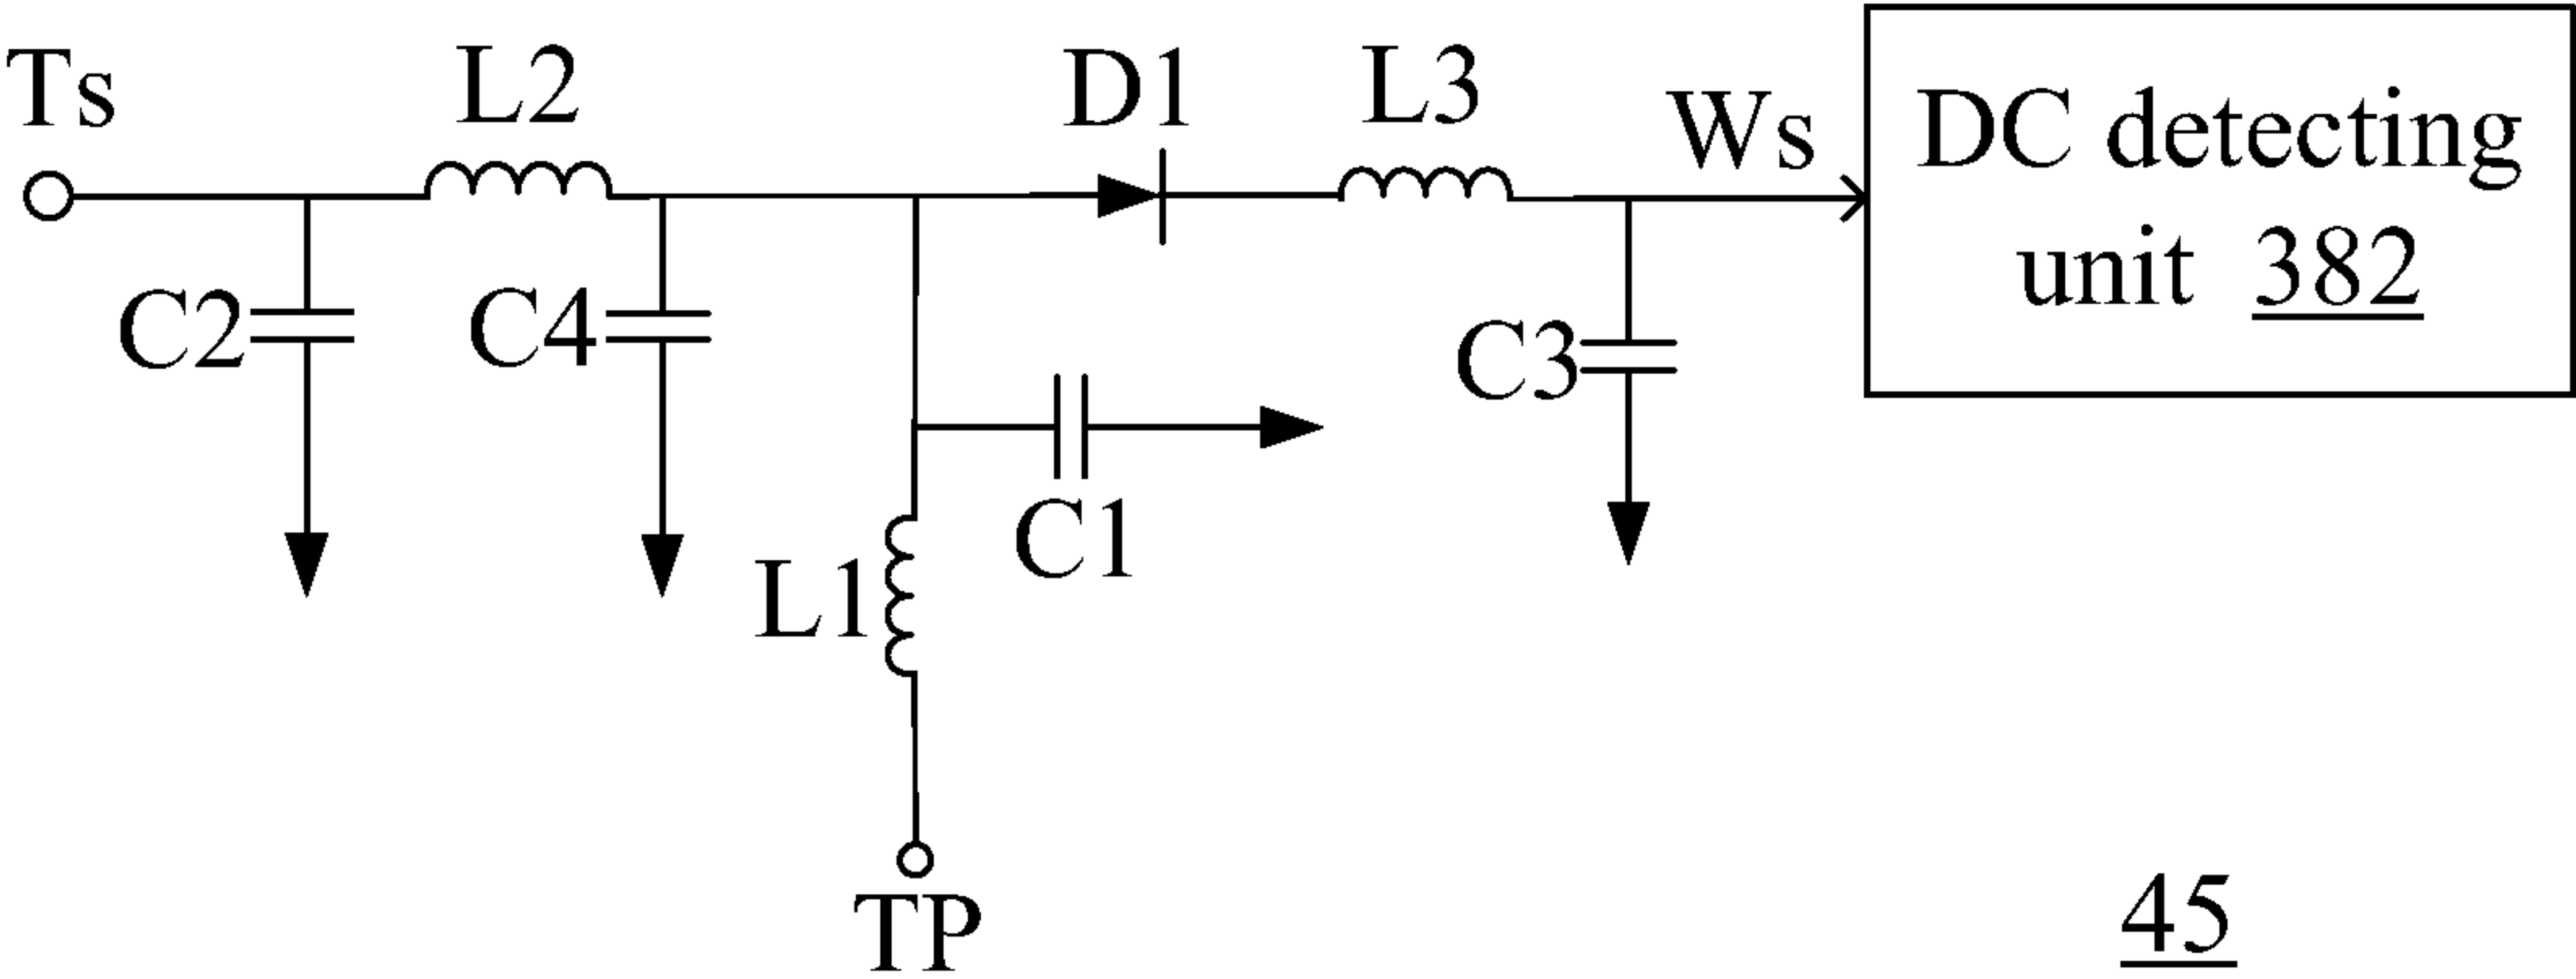 Ts
L2
D1
L3
Ws
DC detecting
unit 382
C2
C4
C3
C1
L1
TP
45